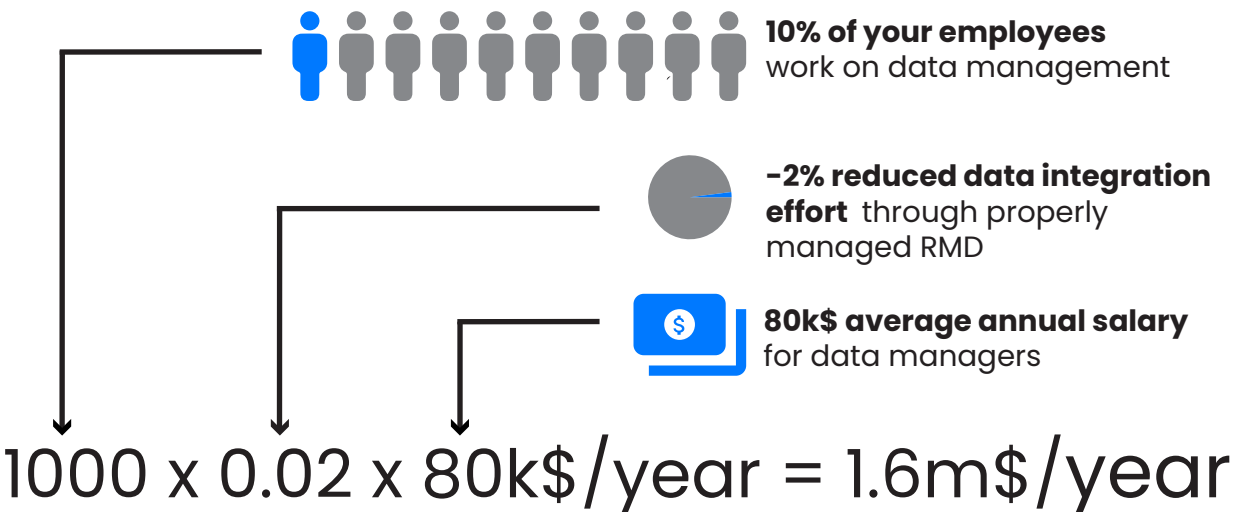 10% of your employees
work on data management
-2% reduced data integration
effort through properly
managed RMD
$
80k$ average annual salary
for data managers
1000 x 0.02 x 80k$/year = 1.6m$/year